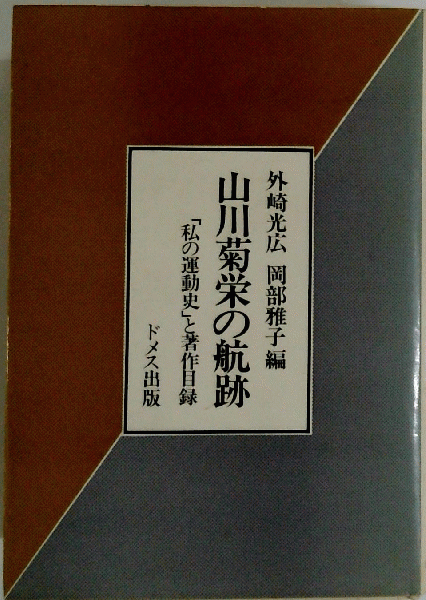 外崎光広 岡部雅子 編
山川菊栄の航跡
「私の運動史」と著作目録
ドメス出版